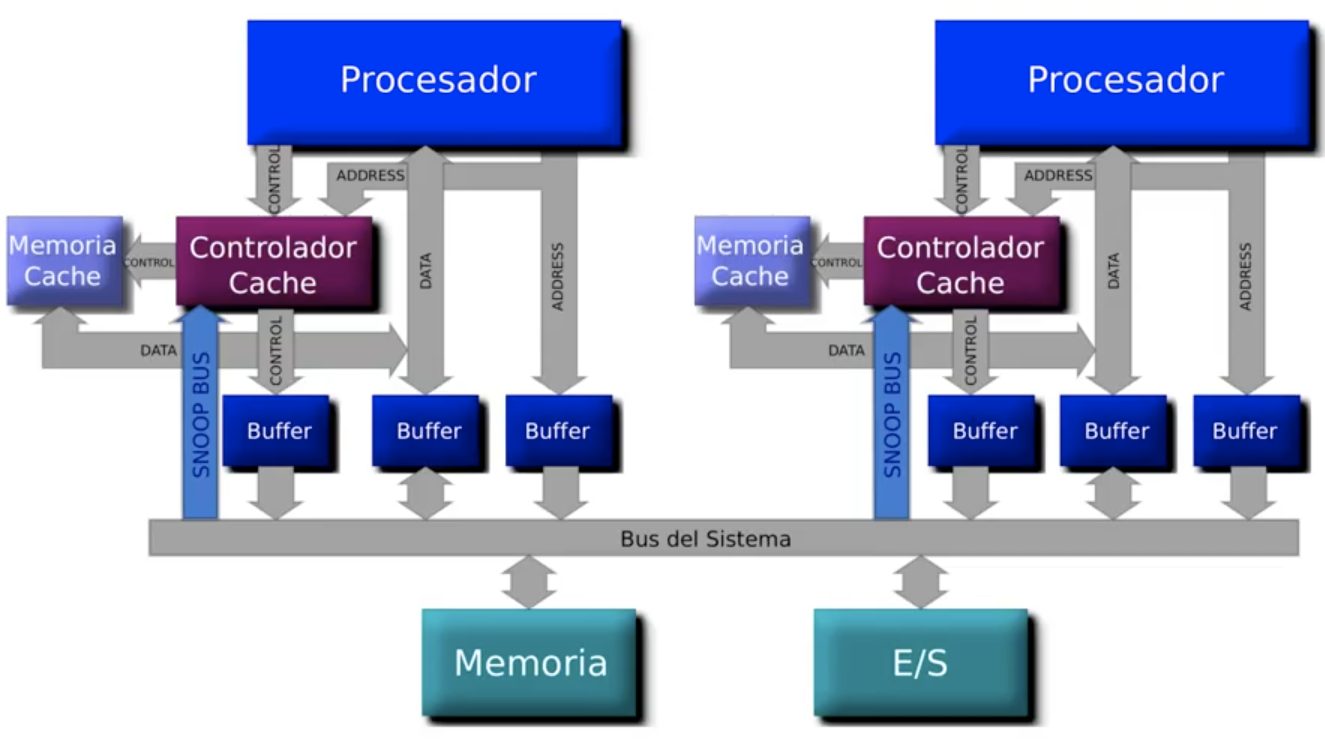 Procesador
Procesador
CONTROL
ADDRESS
CONTROL
ADDRESS
Memoria
Cache
CONTROL
Controlador
Cache
DATA
ADDRESS
Memoria
Cache
CONTROL
Controlador
Cache
DATA
ADDRESS
DATA
SNOOP BUS
CONTROL
DATA
SNOOP BUS
CONTROL
Buffer
Buffer
Buffer
Buffer
Buffer
Buffer
Bus del Sistema
Memoria
E/S